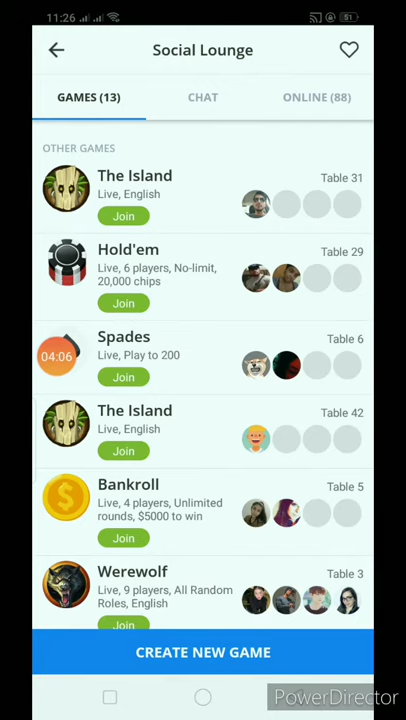 11:26
51
Social Lounge
GAMES (13)
CHAT
ONLINE (88)
OTHER GAMES
The Island
Table 31
Live, English
Join
Hold'em
Table 29
Live, 6 players, No-limit,
20,000 chips
Join
Spades
Table 6
Live, Play to 200
04:06
Join
The Island
Table 42
Live, English
Join
Bankroll
Table 5
Live, 4 players, Unlimited
rounds, $5000 to win
Join
Werewolf
Table 3
Live, 9 players, All Random
Roles, English
Join
CREATE NEW GAME
PowerDirector